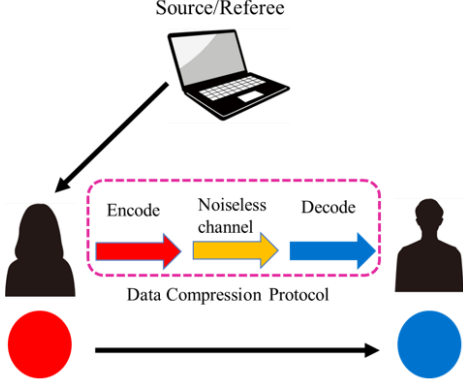 Source/Referee
Encode
Noiseless
channel
Decode
Data Compression Protocol